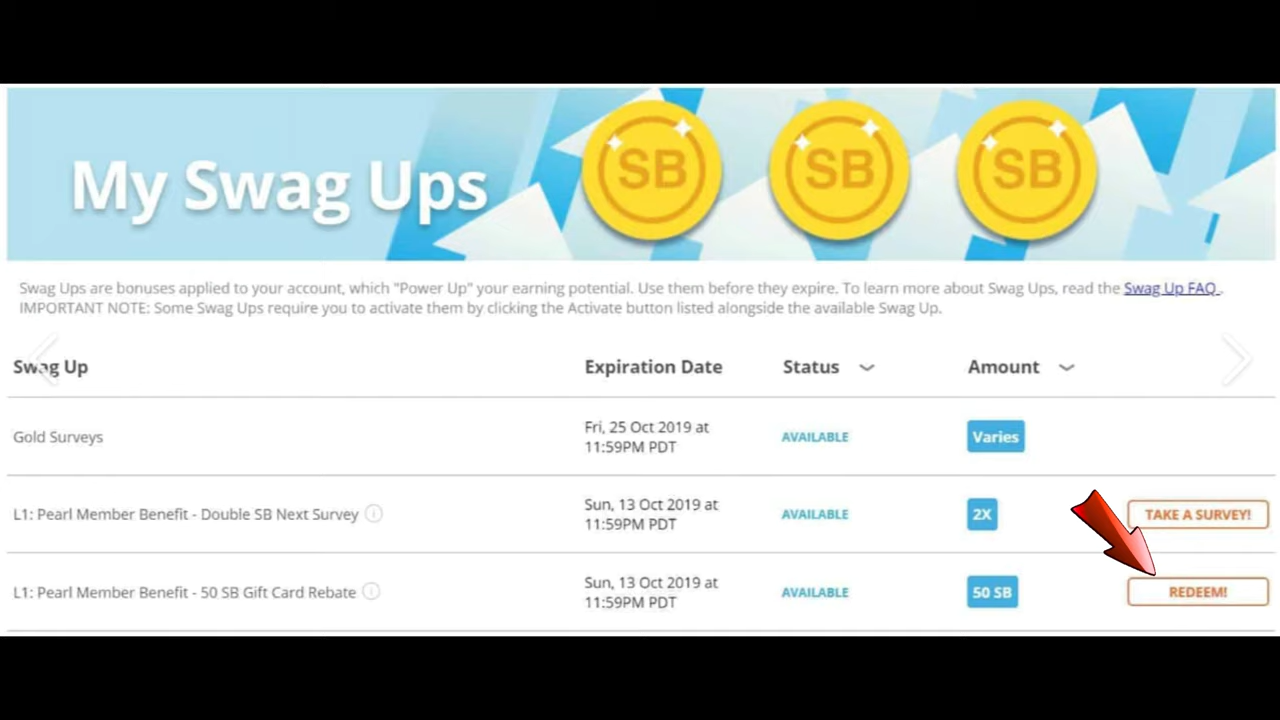 My Swag Ups
SB SB SB
Swag Ups are bonuses applied to your account, which "Power Up" your earning potential. Use them before they expire. To learn more about Swag Ups, read the Swag Up FAQ .
IMPORTANT NOTE: Some Swag Ups require you to activate them by clicking the Activate button listed alongside the available Swag Up.
Swag Up Expiration Date Status Amount
Gold Surveys Fri, 25 Oct 2019 at 11:59PM PDT AVAILABLE Varies
L1: Pearl Member Benefit - Double SB Next Survey Sun, 13 Oct 2019 at 11:59PM PDT AVAILABLE 2X TAKE A SURVEY!
L1: Pearl Member Benefit - 50 SB Gift Card Rebate Sun, 13 Oct 2019 at 11:59PM PDT AVAILABLE 50 SB REDEEM!